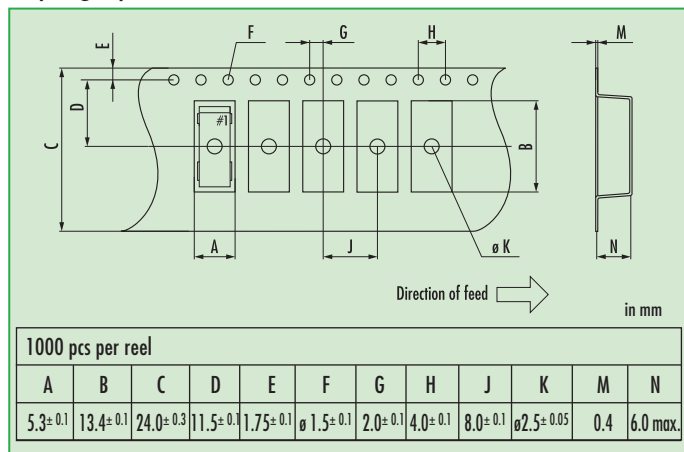 F G H M
E
D
C
#1
B
A J ø K N
Direction of feed
in mm
1000 pcs per reel
A B C D E F G H J K M N
5.3± 0.1 13.4± 0.1 24.0± 0.3 11.5± 0.1 1.75± 0.1 ø 1.5± 0.1 2.0± 0.1 4.0± 0.1 8.0± 0.1 ø2.5± 0.05 0.4 6.0 max.